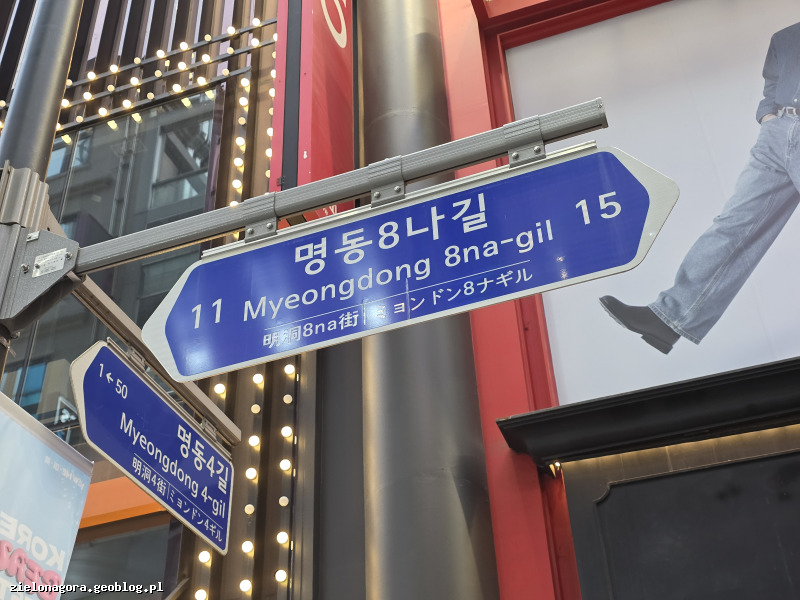 명동8나길
11 Myeongdong 8na-gil 15
明洞8na街|ミョンドン8ナギル
1←50
명동4길
Myeongdong 4-gil
明洞4街|ミョンドン4ギル
KORE
zielonagora.geoblog.pl